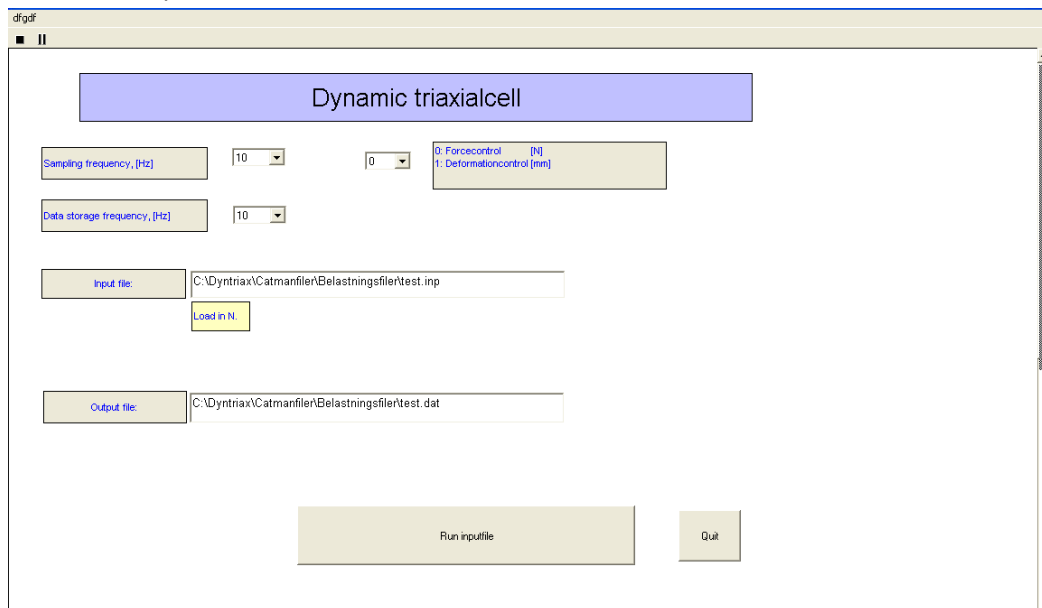 dfgdf
Dynamic triaxialcell
Sampling frequency, [Hz]
10
0
0: Forcecontrol [N]
1: Deformationcontrol [mm]
Data storage frequency, [Hz]
10
Input file:
C:\Dyntriax\Catmanfiler\Belastningsfiler\test.inp
Load in N.
Output file:
C:\Dyntriax\Catmanfiler\Belastningsfiler\test.dat
Run inputfile
Quit